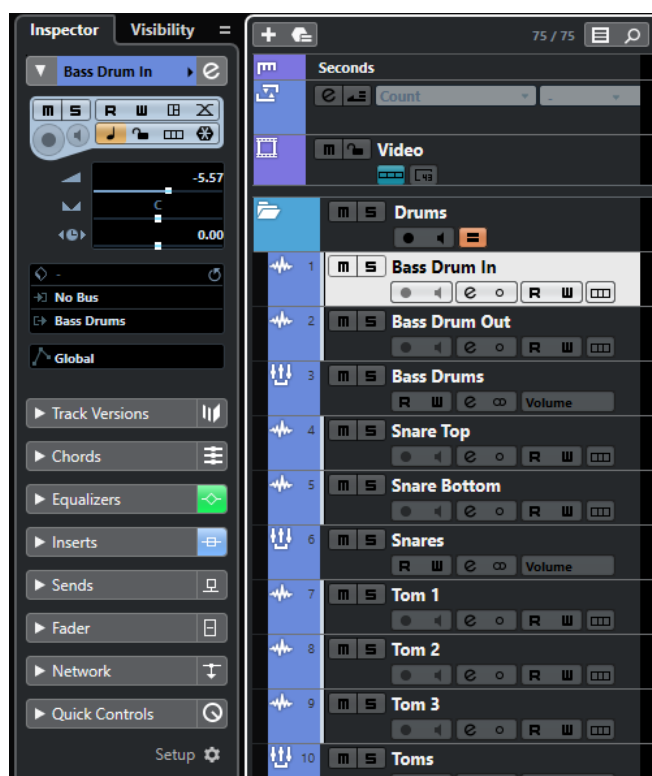 Inspector
Visibility
Bass Drum In
e
m S R W
-5.57
C
0.00
-
No Bus
Bass Drums
Global
Track Versions
Chords
Equalizers
Inserts
Sends
Fader
Network
Quick Controls
Setup
75 / 75
Seconds
e Count -
m Video
43
m S Drums
1 m S Bass Drum In
e R W
2 m S Bass Drum Out
e R W
3 m S Bass Drums
R W e Volume
4 m S Snare Top
e R W
5 m S Snare Bottom
e R W
6 m S Snares
R W e Volume
7 m S Tom 1
e R W
8 m S Tom 2
e R W
9 m S Tom 3
e R W
10 m S Toms